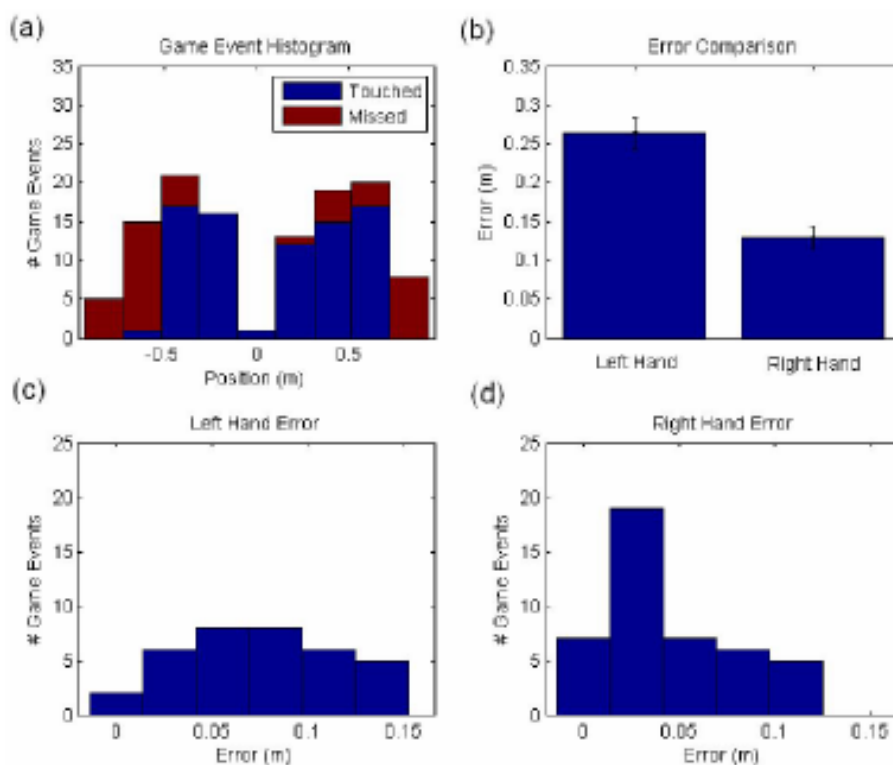 (a)
Game Event Histogram
35
30
25
20
15
10
5
0
# Game Events
Touched
Missed
-0.5 0 0.5
Position (m)
(b)
Error Comparison
0.35
0.3
0.25
0.2
0.15
0.1
0.05
0
Error (m)
Left Hand Right Hand
(c)
Left Hand Error
25
20
15
10
5
0
# Game Events
0 0.05 0.1 0.15
Error (m)
(d)
Right Hand Error
25
20
15
10
5
0
# Game Events
0 0.05 0.1 0.15
Error (m)